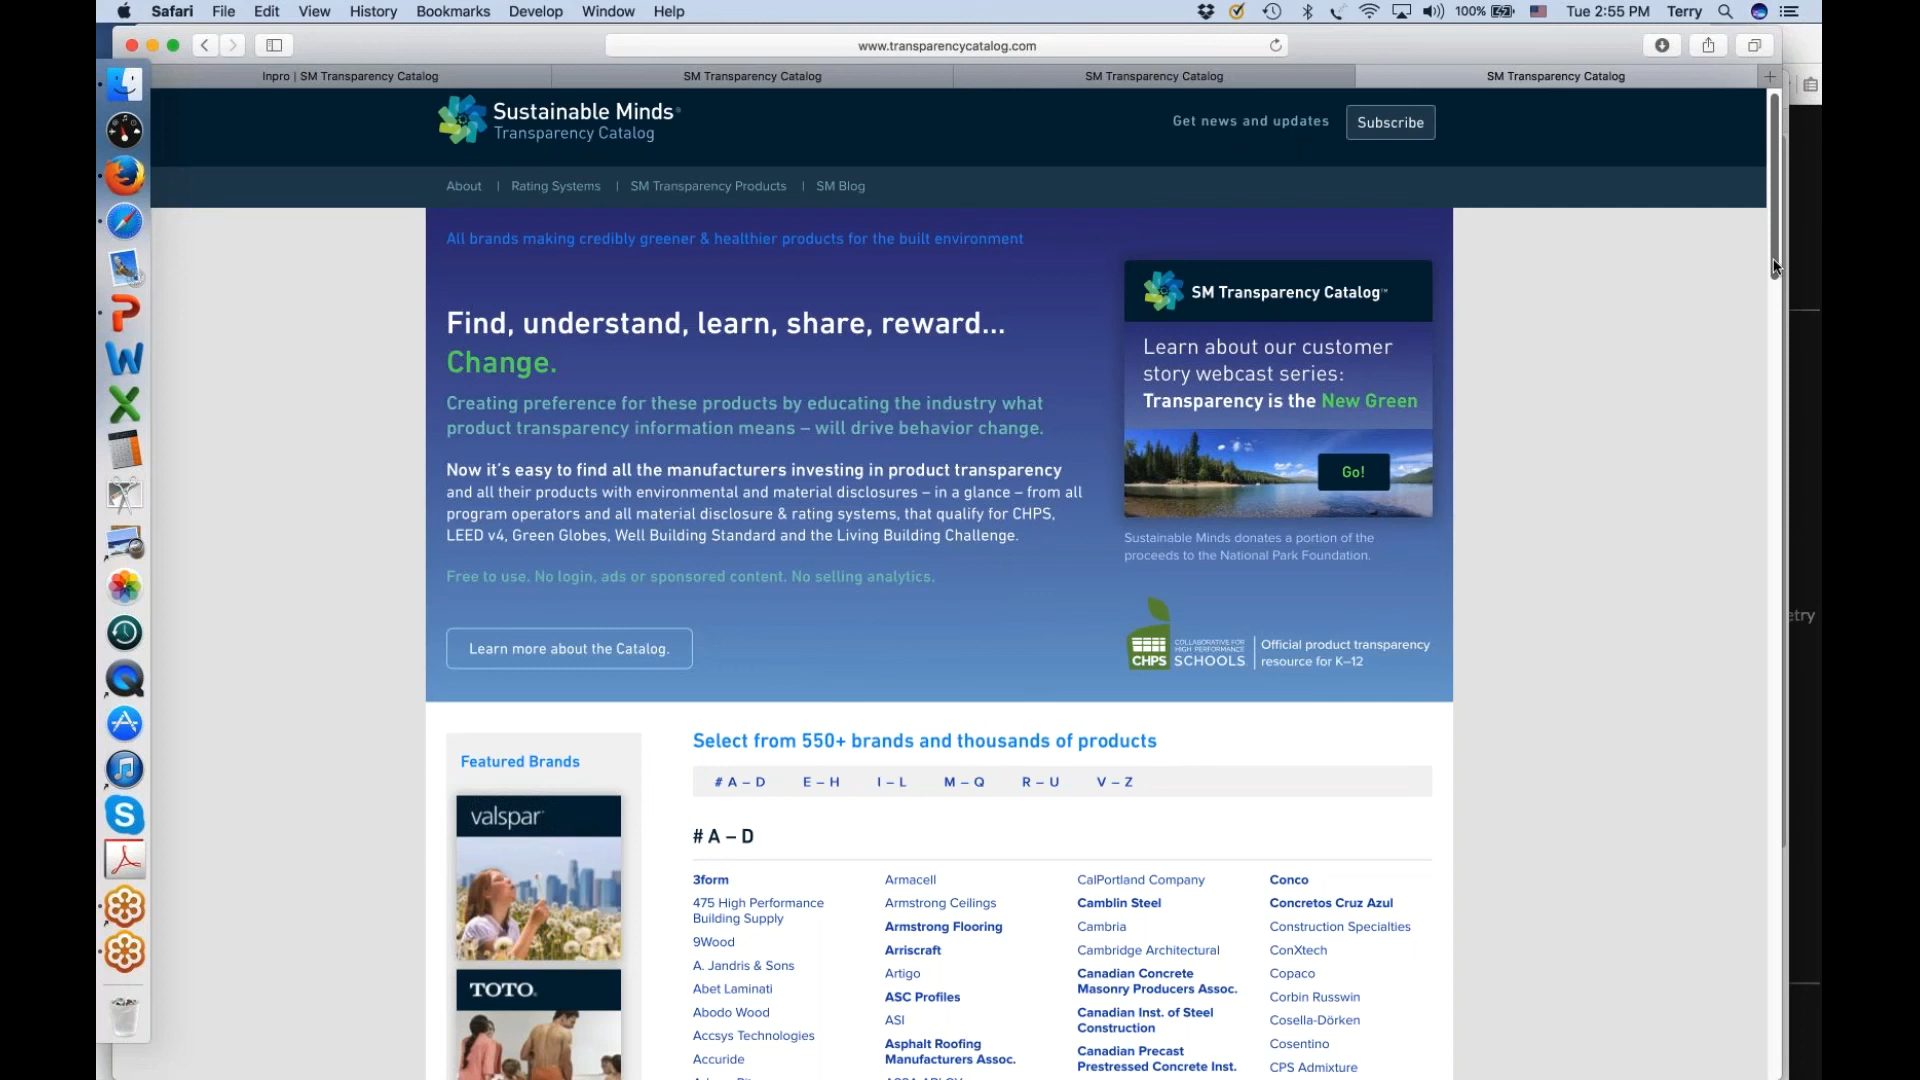 Safari File Edit View History Bookmarks Develop Window Help
100% Tue 2:55 PM Terry
www.transparencycatalog.com
Inpro | SM Transparency Catalog
SM Transparency Catalog
SM Transparency Catalog
SM Transparency Catalog
Sustainable Minds®
Transparency Catalog
Get news and updates
Subscribe
About | Rating Systems | SM Transparency Products | SM Blog
All brands making credibly greener & healthier products for the built environment
Find, understand, learn, share, reward...
Change.
Creating preference for these products by educating the industry what
product transparency information means – will drive behavior change.
Now it's easy to find all the manufacturers investing in product transparency
and all their products with environmental and material disclosures – in a glance – from all
program operators and all material disclosure & rating systems, that qualify for CHPS,
LEED v4, Green Globes, Well Building Standard and the Living Building Challenge.
Free to use. No login, ads or sponsored content. No selling analytics.
Learn more about the Catalog.
SM Transparency Catalog™
Learn about our customer
story webcast series:
Transparency is the New Green
Go!
Sustainable Minds donates a portion of the
proceeds to the National Park Foundation.
CHPS
COLLABORATIVE FOR
HIGH PERFORMANCE
SCHOOLS
Official product transparency
resource for K–12
etry
Featured Brands
valspar
TOTO.
Select from 550+ brands and thousands of products
# A – D E – H I – L M – Q R – U V – Z
# A – D
3form
475 High Performance
Building Supply
9Wood
A. Jandris & Sons
Abet Laminati
Abodo Wood
Accsys Technologies
Accuride
Armacell
Armstrong Ceilings
Armstrong Flooring
Arriscraft
Artigo
ASC Profiles
ASI
Asphalt Roofing
Manufacturers Assoc.
CalPortland Company
Camblin Steel
Cambria
Cambridge Architectural
Canadian Concrete
Masonry Producers Assoc.
Canadian Inst. of Steel
Construction
Canadian Precast
Prestressed Concrete Inst.
Conco
Concretos Cruz Azul
Construction Specialties
ConXtech
Copaco
Corbin Russwin
Cosella-Dörken
Cosentino
CPS Admixture